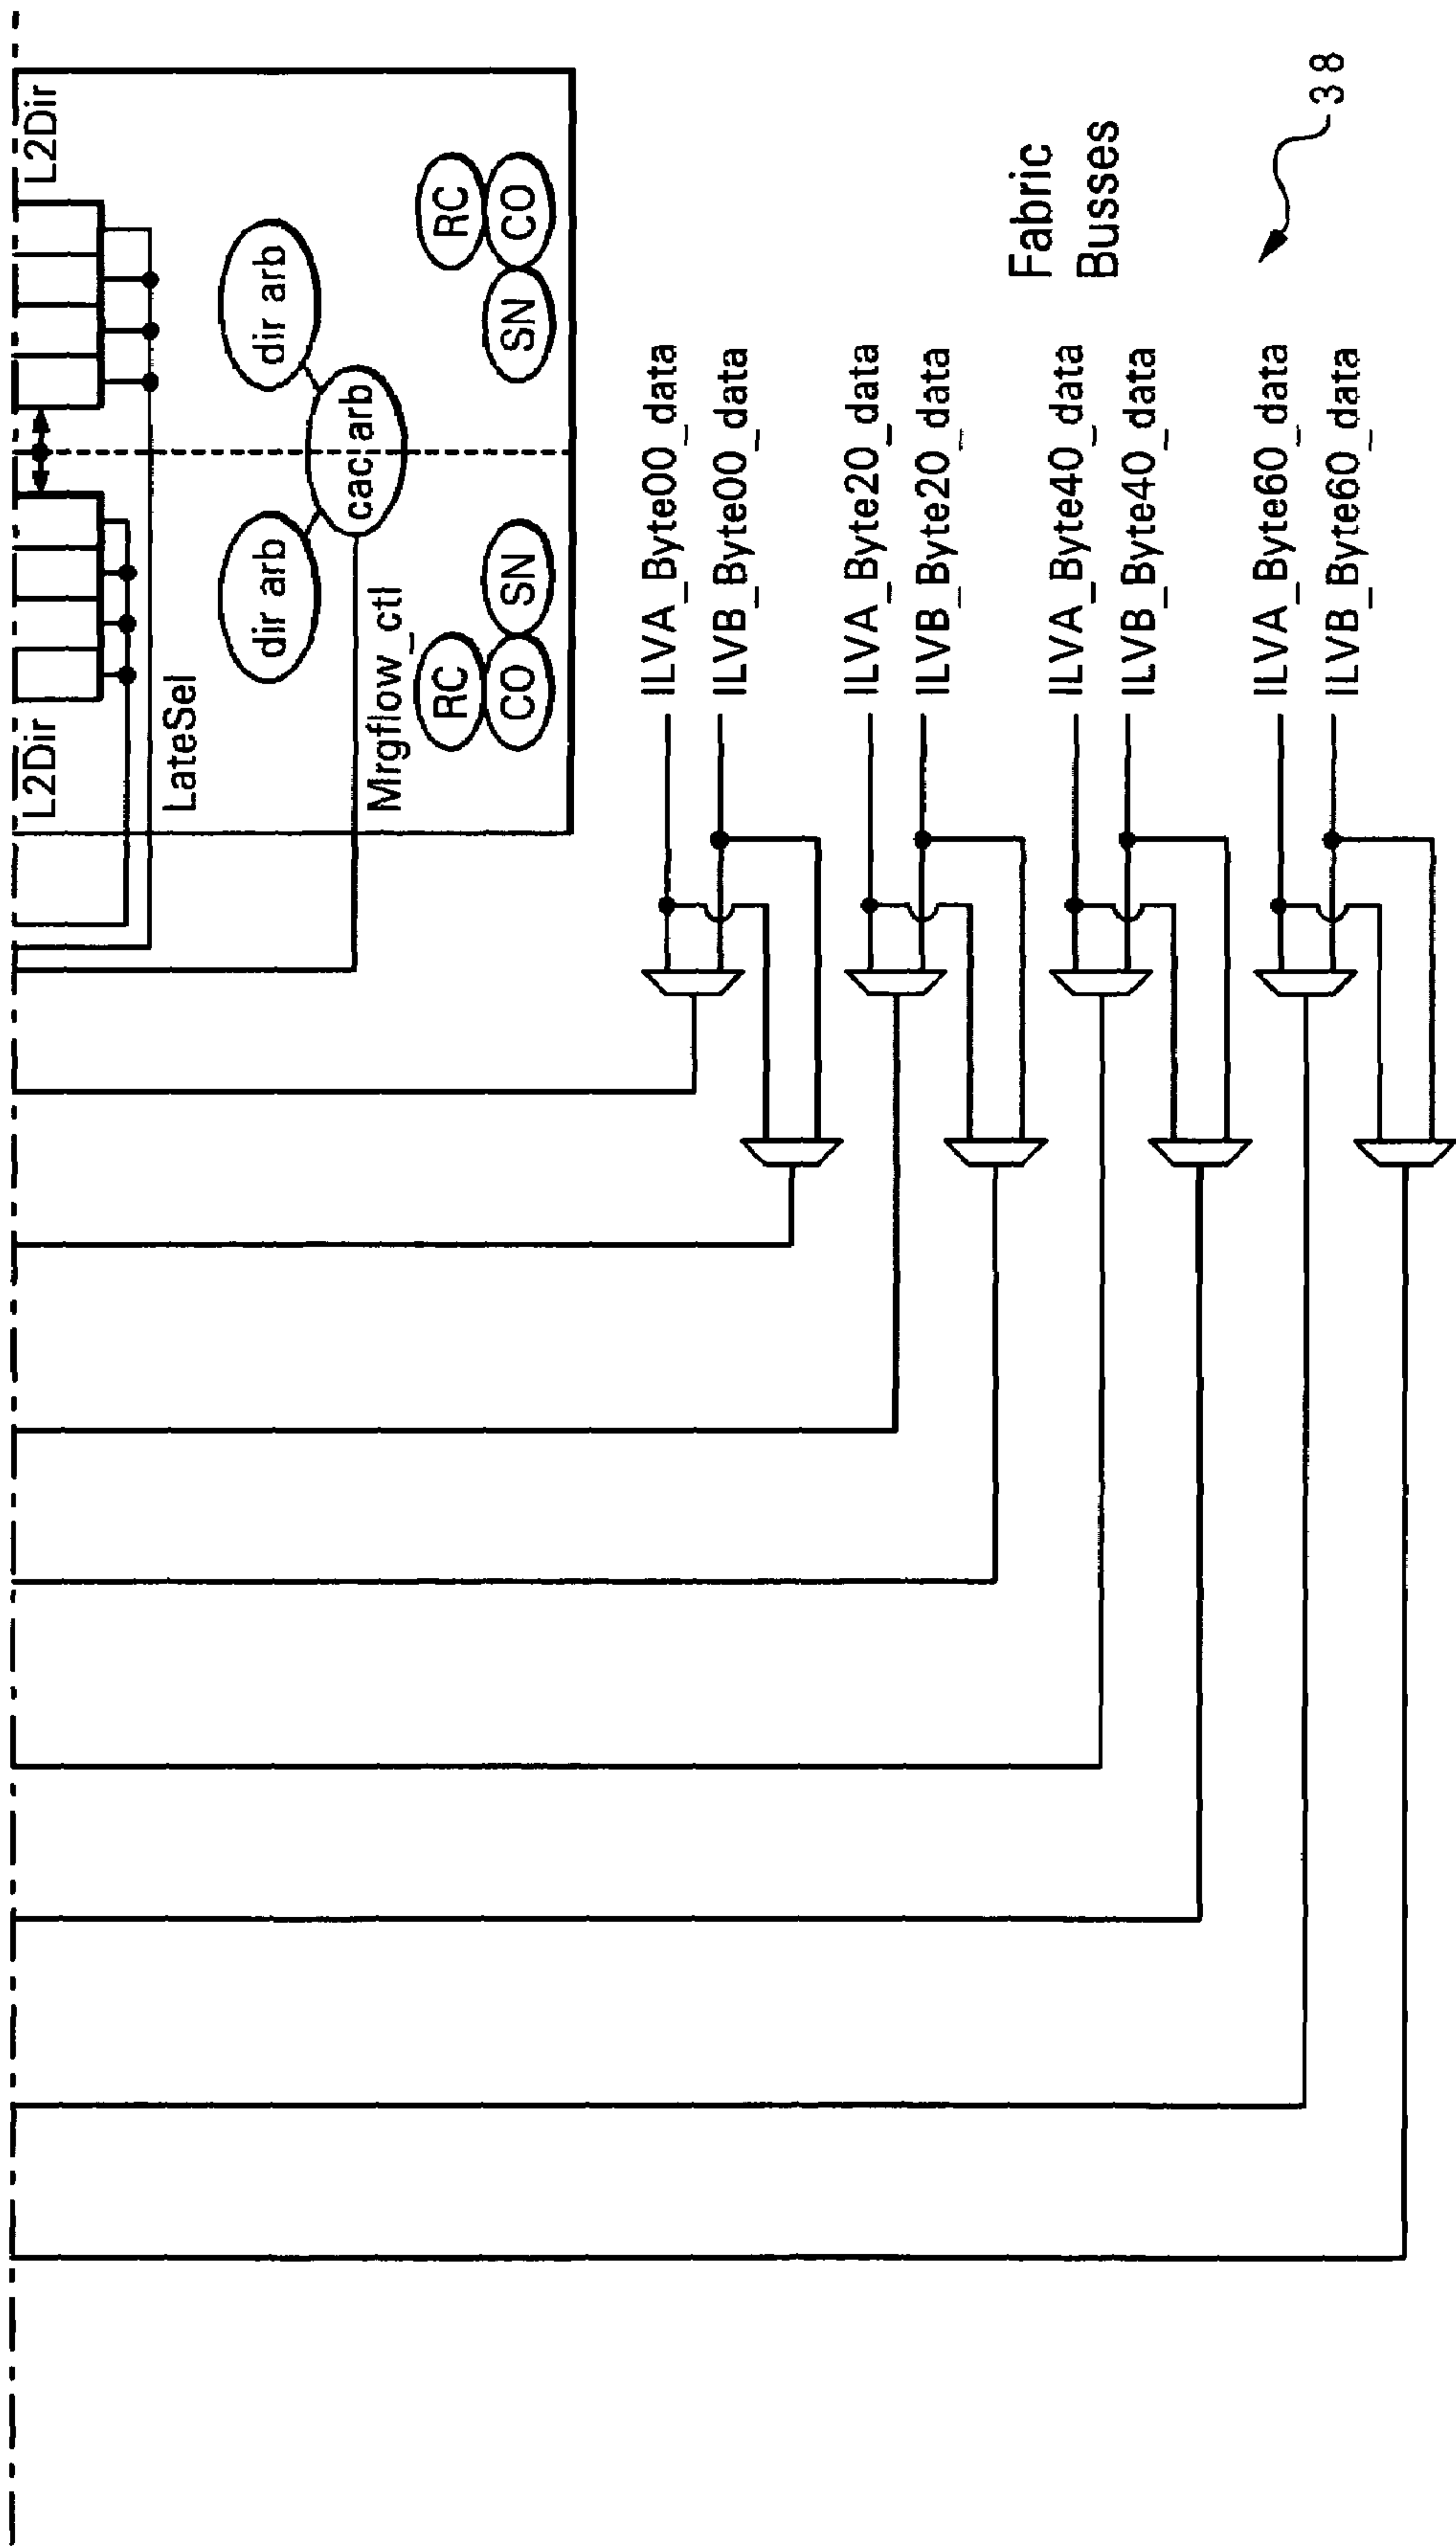 L2Dir
L2Dir
LateSel
dir arb
dir arb
cac arb
Mrgflow_ctl
RC
RC
CO
SN
SN
CO
ILVA_Byte00_data
ILVB_Byte00_data
ILVA_Byte20_data
ILVB_Byte20_data
Fabric
Busses
ILVA_Byte40_data
ILVB_Byte40_data
ILVA_Byte60_data
ILVB_Byte60_data
38